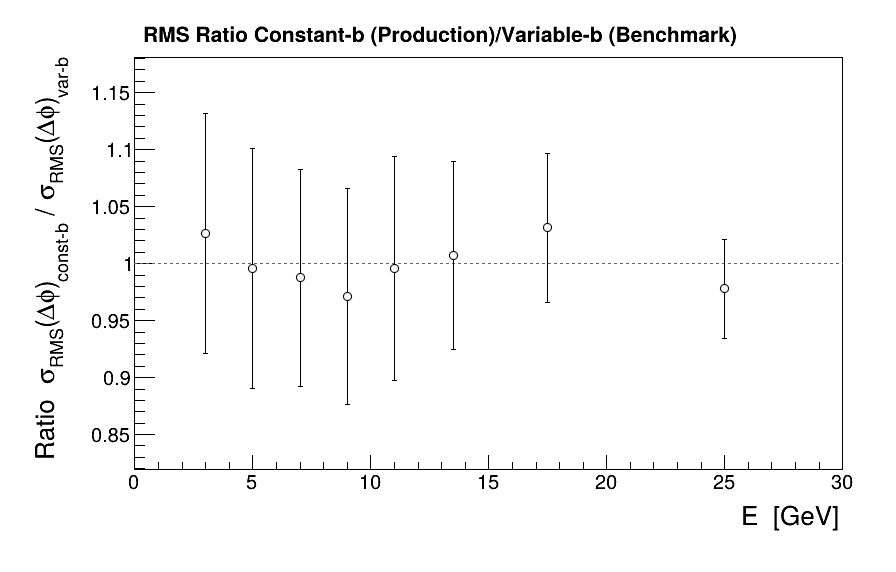 RMS Ratio Constant-b (Production)/Variable-b (Benchmark)
Ratio σRMS(Δϕ)const-b / σRMS(Δϕ)var-b
1.15
1.1
1.05
1
0.95
0.9
0.85
0 5 10 15 20 25 30
E [GeV]